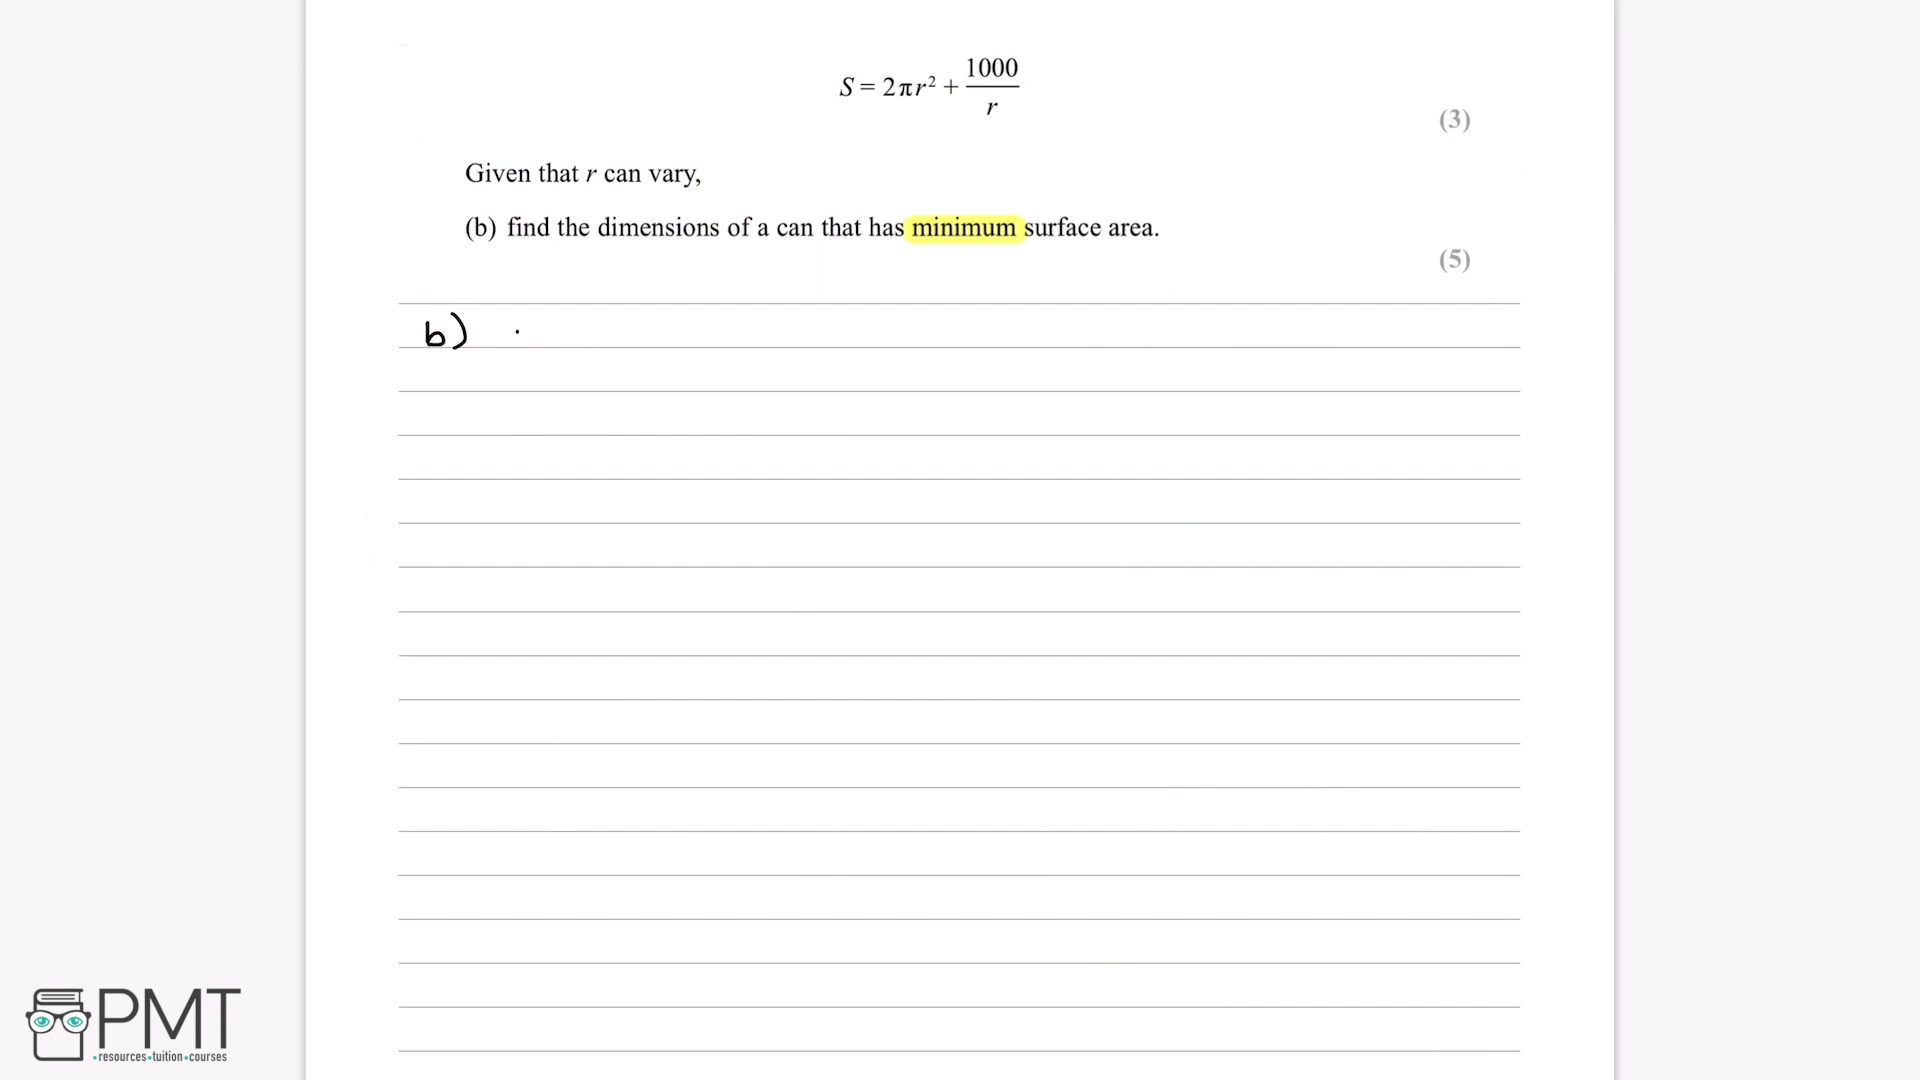 S = 2πr² + 1000/r
(3)
Given that r can vary,
(b) find the dimensions of a can that has minimum surface area.
(5)
b) .
PMT
•resources•tuition•courses